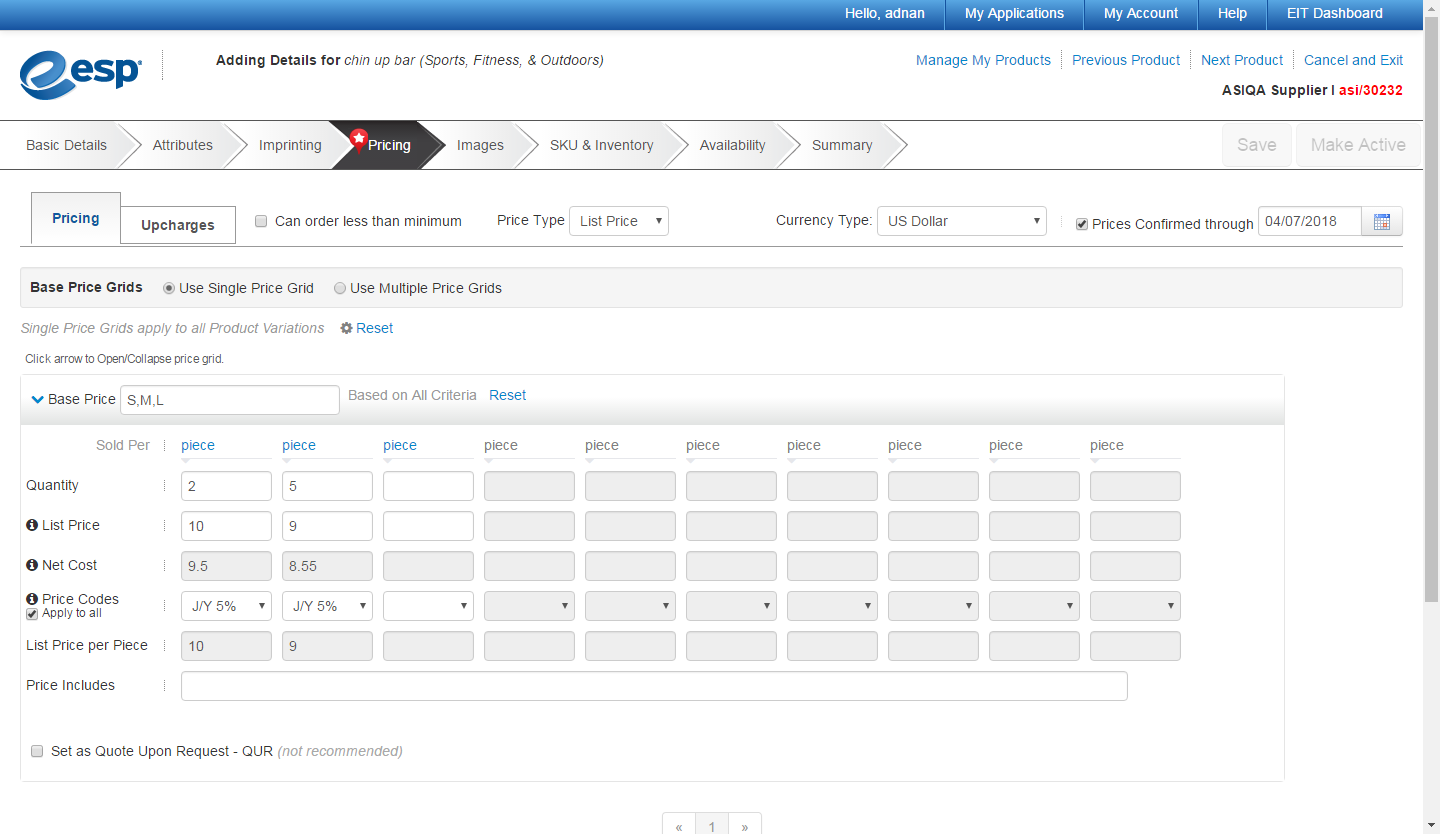 Hello, adnan My Applications My Account Help EIT Dashboard
esp
Adding Details for chin up bar (Sports, Fitness, & Outdoors)
Manage My Products Previous Product Next Product Cancel and Exit
ASIQA Supplier I asi/30232
Basic Details Attributes Imprinting Pricing Images SKU & Inventory Availability Summary Save Make Active
Pricing Upcharges Can order less than minimum Price Type List Price Currency Type: US Dollar Prices Confirmed through 04/07/2018
Base Price Grids Use Single Price Grid Use Multiple Price Grids
Single Price Grids apply to all Product Variations Reset
Click arrow to Open/Collapse price grid.
Base Price S,M,L Based on All Criteria Reset
Sold Per piece piece piece piece piece piece piece piece piece piece
Quantity 2 5
List Price 10 9
Net Cost 9.5 8.55
Price Codes J/Y 5% J/Y 5%
Apply to all
List Price per Piece 10 9
Price Includes
Set as Quote Upon Request - QUR (not recommended)
« 1 »